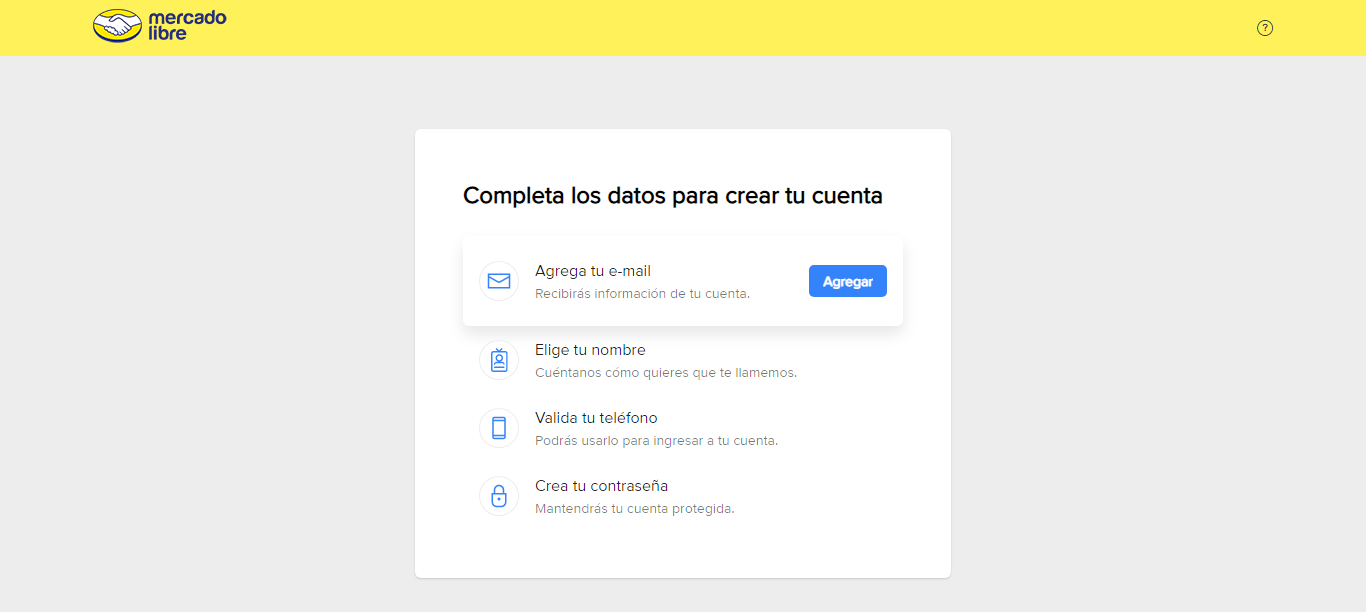 mercado
libre
?
Completa los datos para crear tu cuenta
Agrega tu e-mail
Recibirás información de tu cuenta.
Agregar
Elige tu nombre
Cuéntanos cómo quieres que te llamemos.
Valida tu teléfono
Podrás usarlo para ingresar a tu cuenta.
Crea tu contraseña
Mantendrás tu cuenta protegida.